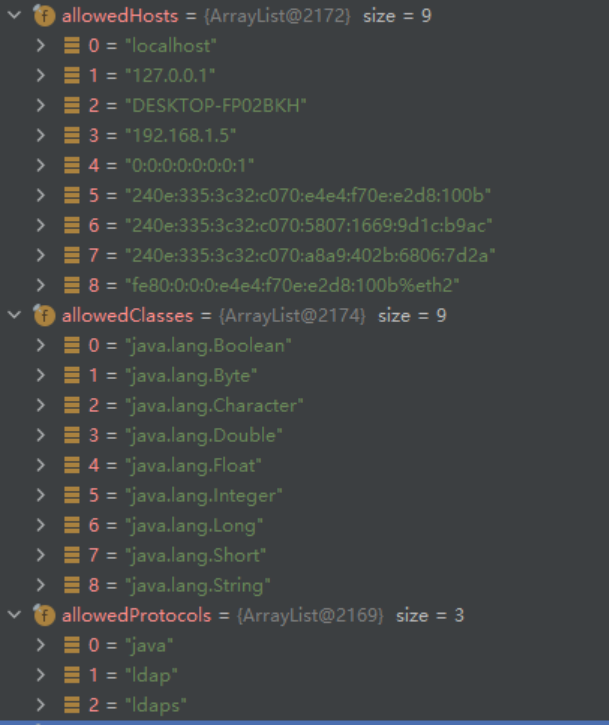 allowedHosts = {ArrayList@2172} size = 9
0 = "localhost"
1 = "127.0.0.1"
2 = "DESKTOP-FP02BKH"
3 = "192.168.1.5"
4 = "0:0:0:0:0:0:0:1"
5 = "240e:335:3c32:c070:e4e4:f70e:e2d8:100b"
6 = "240e:335:3c32:c070:5807:1669:9d1c:b9ac"
7 = "240e:335:3c32:c070:a8a9:402b:6806:7d2a"
8 = "fe80:0:0:0:e4e4:f70e:e2d8:100b%eth2"
allowedClasses = {ArrayList@2174} size = 9
0 = "java.lang.Boolean"
1 = "java.lang.Byte"
2 = "java.lang.Character"
3 = "java.lang.Double"
4 = "java.lang.Float"
5 = "java.lang.Integer"
6 = "java.lang.Long"
7 = "java.lang.Short"
8 = "java.lang.String"
allowedProtocols = {ArrayList@2169} size = 3
0 = "java"
1 = "ldap"
2 = "ldaps"